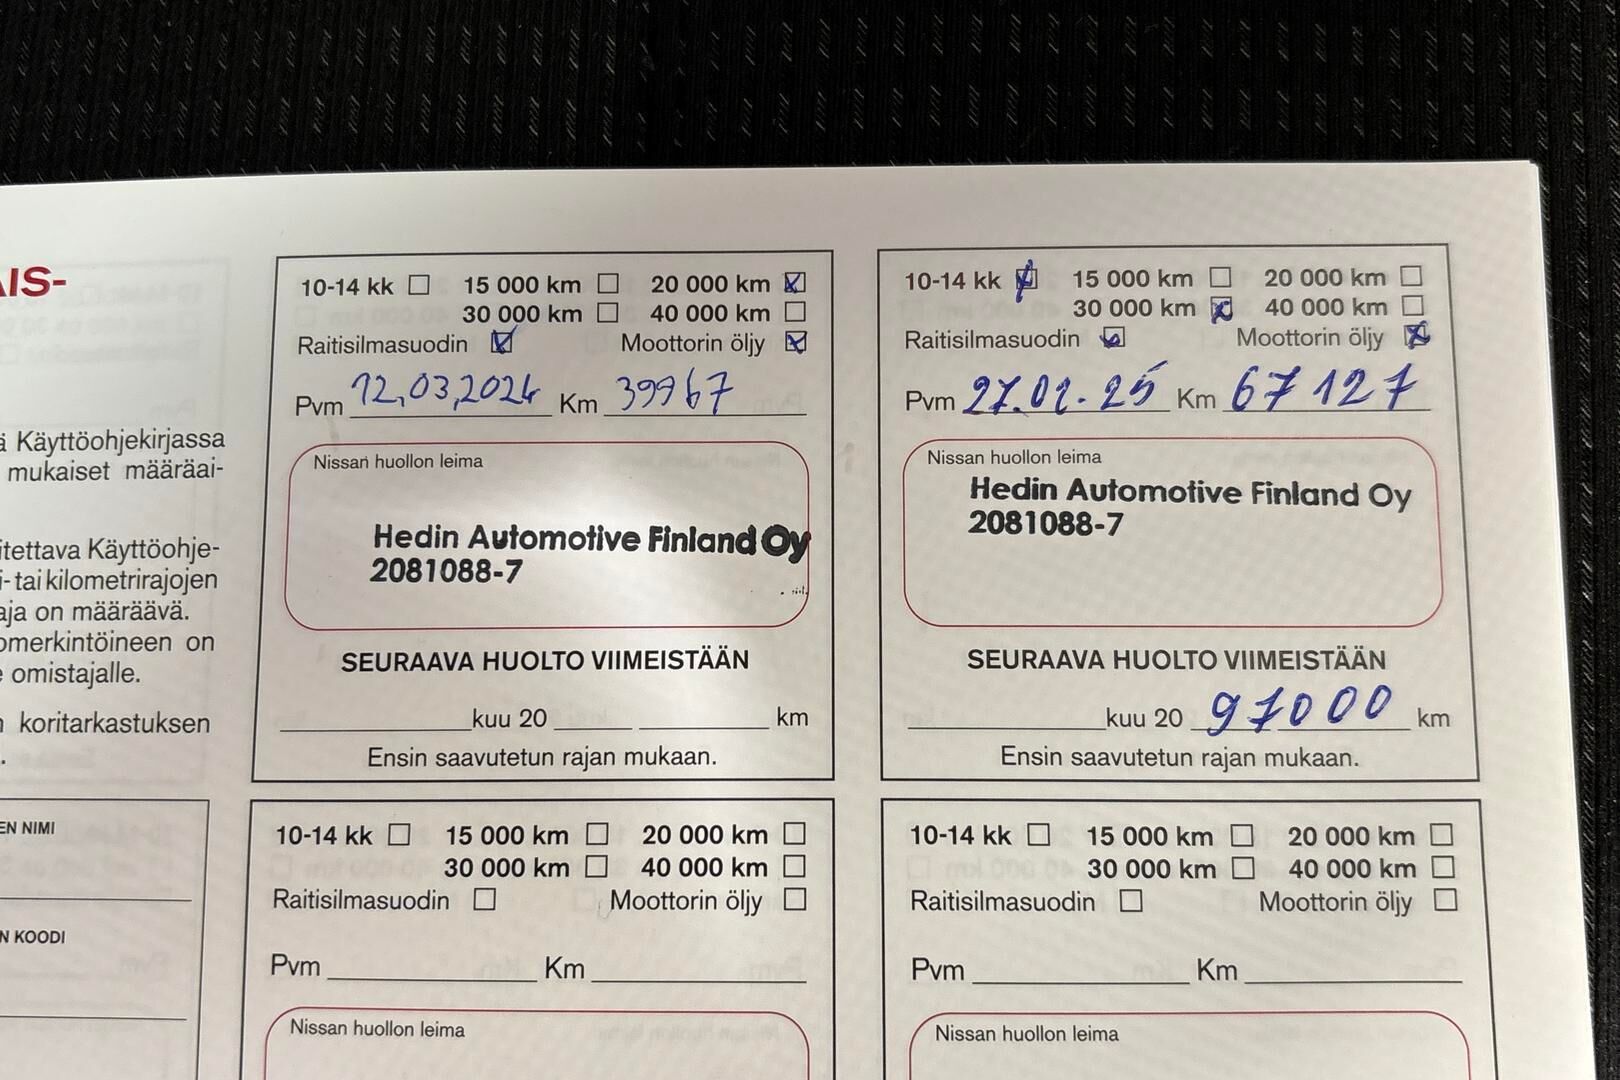 AIS-
ä Käyttöohjekirjassa
mukaiset määräai-
itettava Käyttöohje-
i- tai kilometrirajojen
aja on määräävä.
omerkintöineen on
omistajalle.
koritarkastuksen
EN NIMI
N KOODI
10-14 kk ☐ 15 000 km ☐ 20 000 km ☒
30 000 km ☐ 40 000 km ☐
Raitisilmasuodin ☒ Moottorin öljy ☒
Pvm 12,03,2024 Km 39967
Nissan huollon leima
Hedin Automotive Finland Oy
2081088-7
SEURAAVA HUOLTO VIIMEISTÄÄN
kuu 20 km
Ensin saavutetun rajan mukaan.
10-14 kk ☒ 15 000 km ☐ 20 000 km ☐
30 000 km ☒ 40 000 km ☐
Raitisilmasuodin ☒ Moottorin öljy ☒
Pvm 27.02.25 Km 67 127
Nissan huollon leima
Hedin Automotive Finland Oy
2081088-7
SEURAAVA HUOLTO VIIMEISTÄÄN
kuu 20 97000 km
Ensin saavutetun rajan mukaan.
10-14 kk ☐ 15 000 km ☐ 20 000 km ☐
30 000 km ☐ 40 000 km ☐
Raitisilmasuodin ☐ Moottorin öljy ☐
Pvm Km
Nissan huollon leima
10-14 kk ☐ 15 000 km ☐ 20 000 km ☐
30 000 km ☐ 40 000 km ☐
Raitisilmasuodin ☐ Moottorin öljy ☐
Pvm Km
Nissan huollon leima